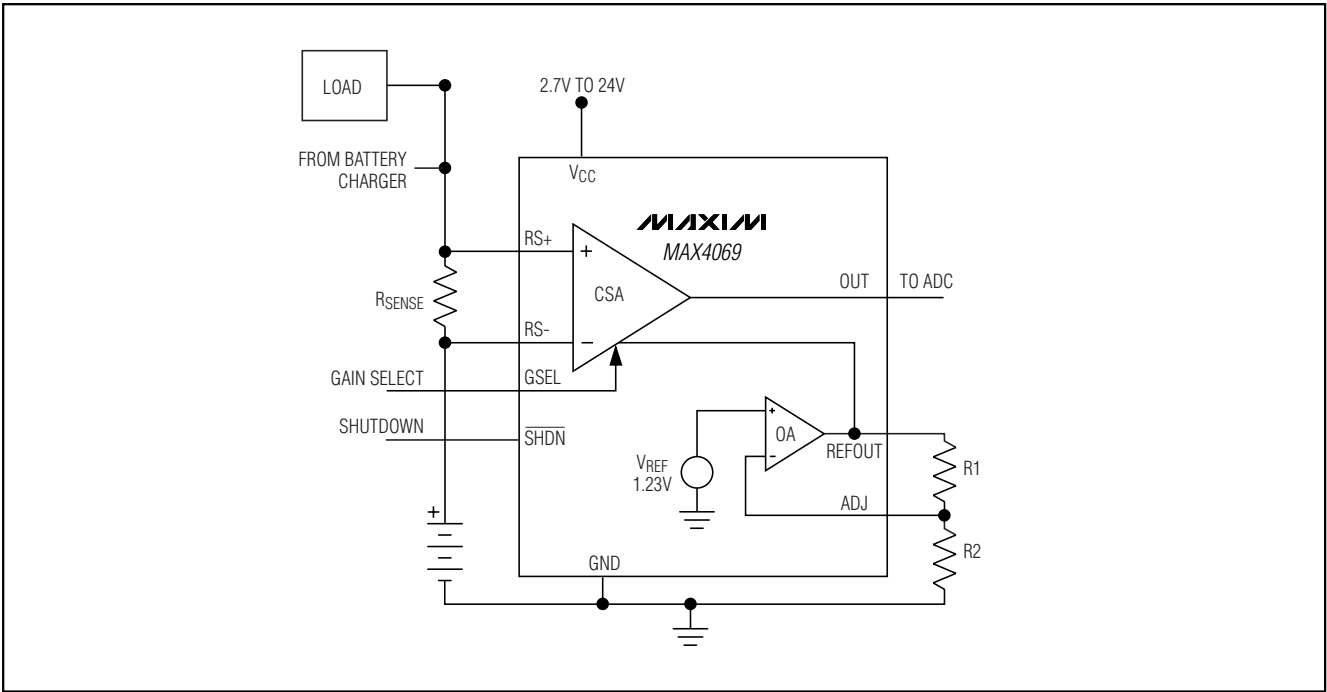 LOAD
2.7V TO 24V
FROM BATTERY
CHARGER
VCC
MAXIM
MAX4069
RS+
+
CSA
OUT
TO ADC
RSENSE
RS-
−
GAIN SELECT
GSEL
SHUTDOWN
SHDN
+
OA
-
REFOUT
VREF
1.23V
R1
ADJ
+
R2
GND